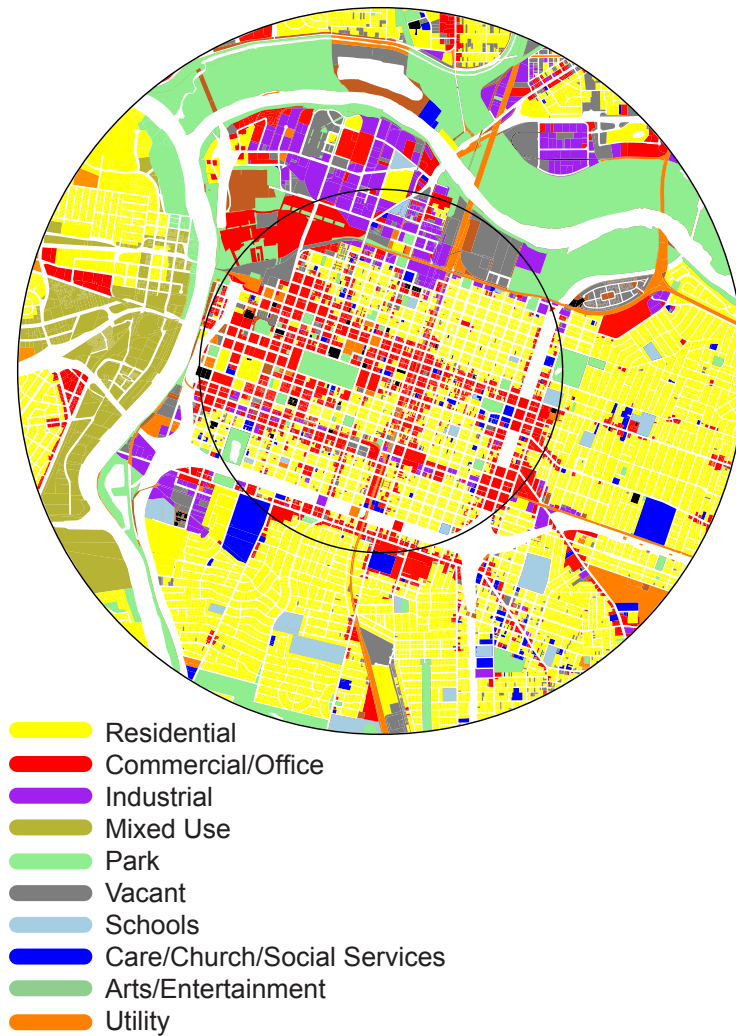 Residential
Commercial/Office
Industrial
Mixed Use
Park
Vacant
Schools
Care/Church/Social Services
Arts/Entertainment
Utility